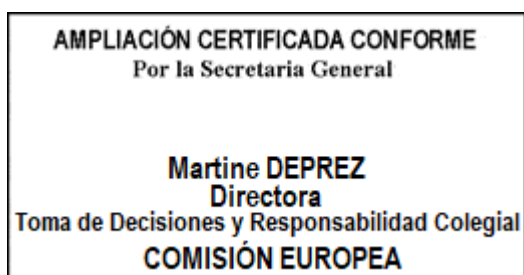 AMPLIACIÓN CERTIFICADA CONFORME
Por la Secretaria General
Martine DEPREZ
Directora
Toma de Decisiones y Responsabilidad Colegial
COMISIÓN EUROPEA